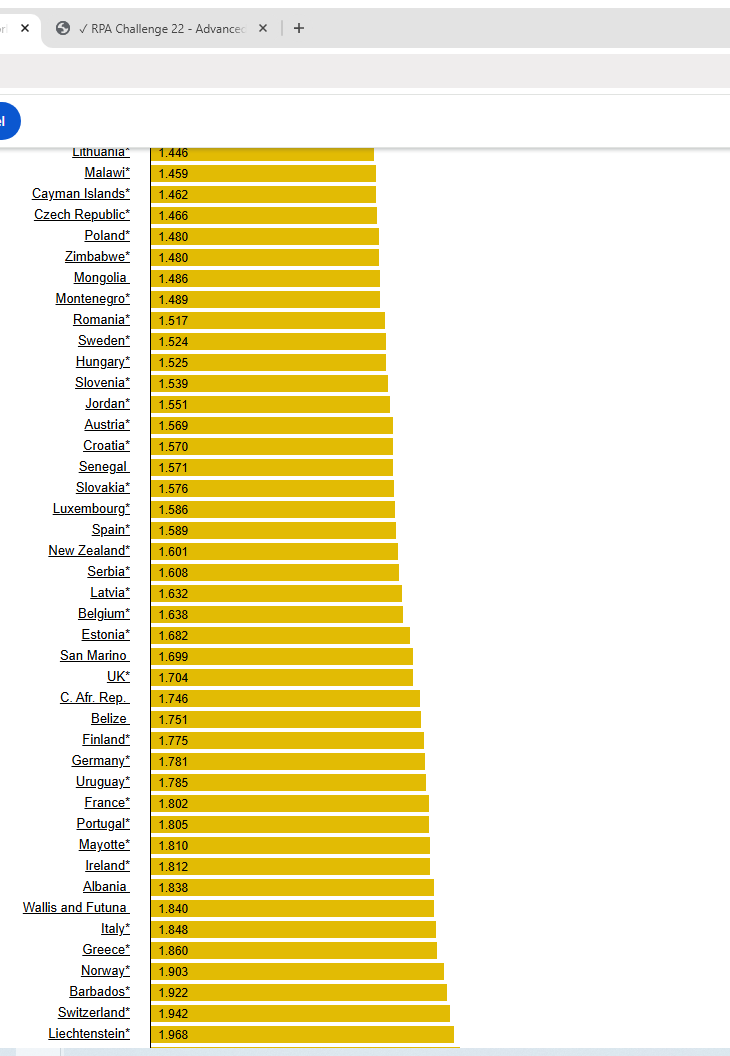 ✓ RPA Challenge 22 - Advanced
Lithuania* 1.446
Malawi* 1.459
Cayman Islands* 1.462
Czech Republic* 1.466
Poland* 1.480
Zimbabwe* 1.480
Mongolia 1.486
Montenegro* 1.489
Romania* 1.517
Sweden* 1.524
Hungary* 1.525
Slovenia* 1.539
Jordan* 1.551
Austria* 1.569
Croatia* 1.570
Senegal 1.571
Slovakia* 1.576
Luxembourg* 1.586
Spain* 1.589
New Zealand* 1.601
Serbia* 1.608
Latvia* 1.632
Belgium* 1.638
Estonia* 1.682
San Marino 1.699
UK* 1.704
C. Afr. Rep. 1.746
Belize 1.751
Finland* 1.775
Germany* 1.781
Uruguay* 1.785
France* 1.802
Portugal* 1.805
Mayotte* 1.810
Ireland* 1.812
Albania 1.838
Wallis and Futuna 1.840
Italy* 1.848
Greece* 1.860
Norway* 1.903
Barbados* 1.922
Switzerland* 1.942
Liechtenstein* 1.968